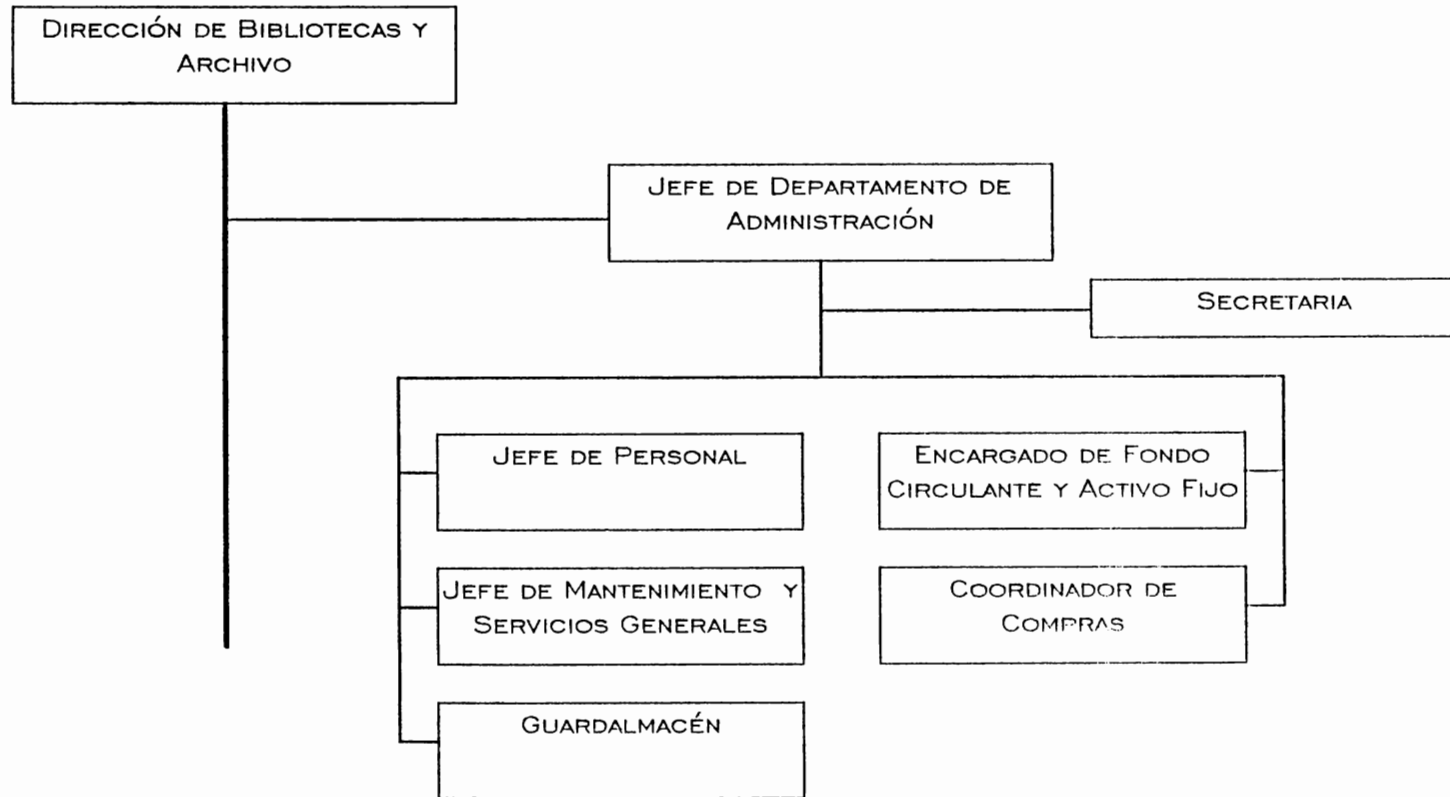 DIRECCIÓN DE BIBLIOTECAS Y
ARCHIVO
JEFE DE DEPARTAMENTO DE
ADMINISTRACIÓN
SECRETARIA
JEFE DE PERSONAL
ENCARGADO DE FONDO
CIRCULANTE Y ACTIVO FIJO
JEFE DE MANTENIMIENTO Y
SERVICIOS GENERALES
COORDINADOR DE
COMPRAS
GUARDALMACÉN